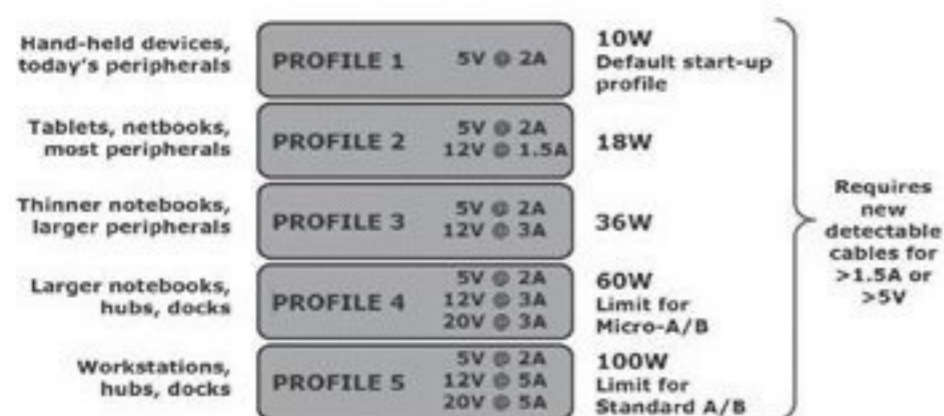 Hand-held devices,
today's peripherals
PROFILE 1
5V @ 2A
10W
Default start-up
profile
Tablets, netbooks,
most peripherals
PROFILE 2
5V @ 2A
12V @ 1.5A
18W
Thinner notebooks,
larger peripherals
PROFILE 3
5V @ 2A
12V @ 3A
36W
Larger notebooks,
hubs, docks
PROFILE 4
5V @ 2A
12V @ 3A
20V @ 3A
60W
Limit for
Micro-A/B
Workstations,
hubs, docks
PROFILE 5
5V @ 2A
12V @ 5A
20V @ 5A
100W
Limit for
Standard A/B
Requires
new
detectable
cables for
>1.5A or
>5V